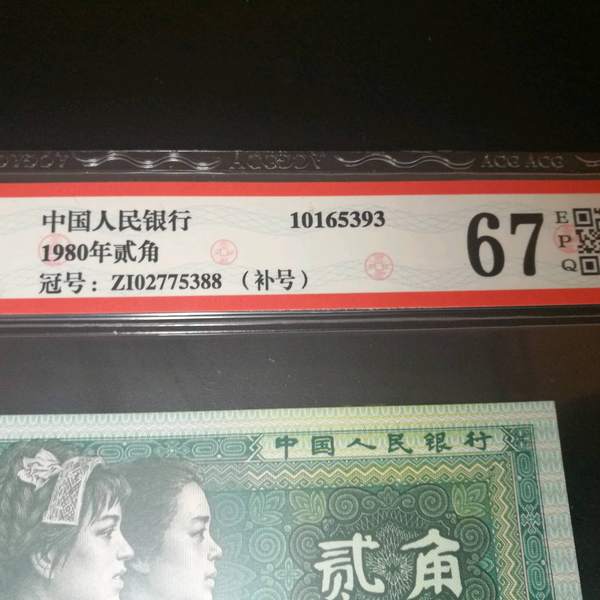 ACG ACG
中国人民银行 10165393
1980年贰角
冠号：ZI02775388 （补号）
67
E
P
Q
中国人民银行
贰角